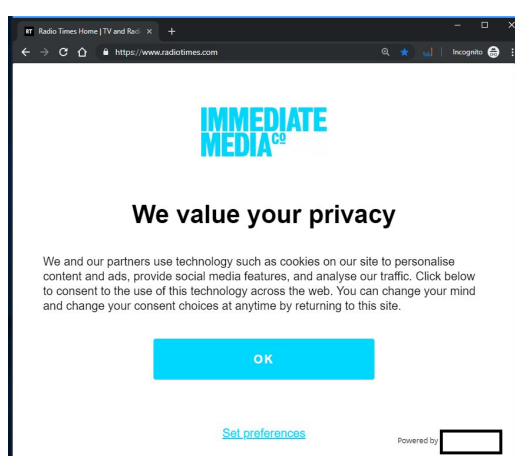 RT Radio Times Home | TV and Rad
https://www.radiotimes.com
Incognito
IMMEDIATE
MEDIA Cº
We value your privacy
We and our partners use technology such as cookies on our site to personalise
content and ads, provide social media features, and analyse our traffic. Click below
to consent to the use of this technology across the web. You can change your mind
and change your consent choices at anytime by returning to this site.
OK
Set preferences
Powered by